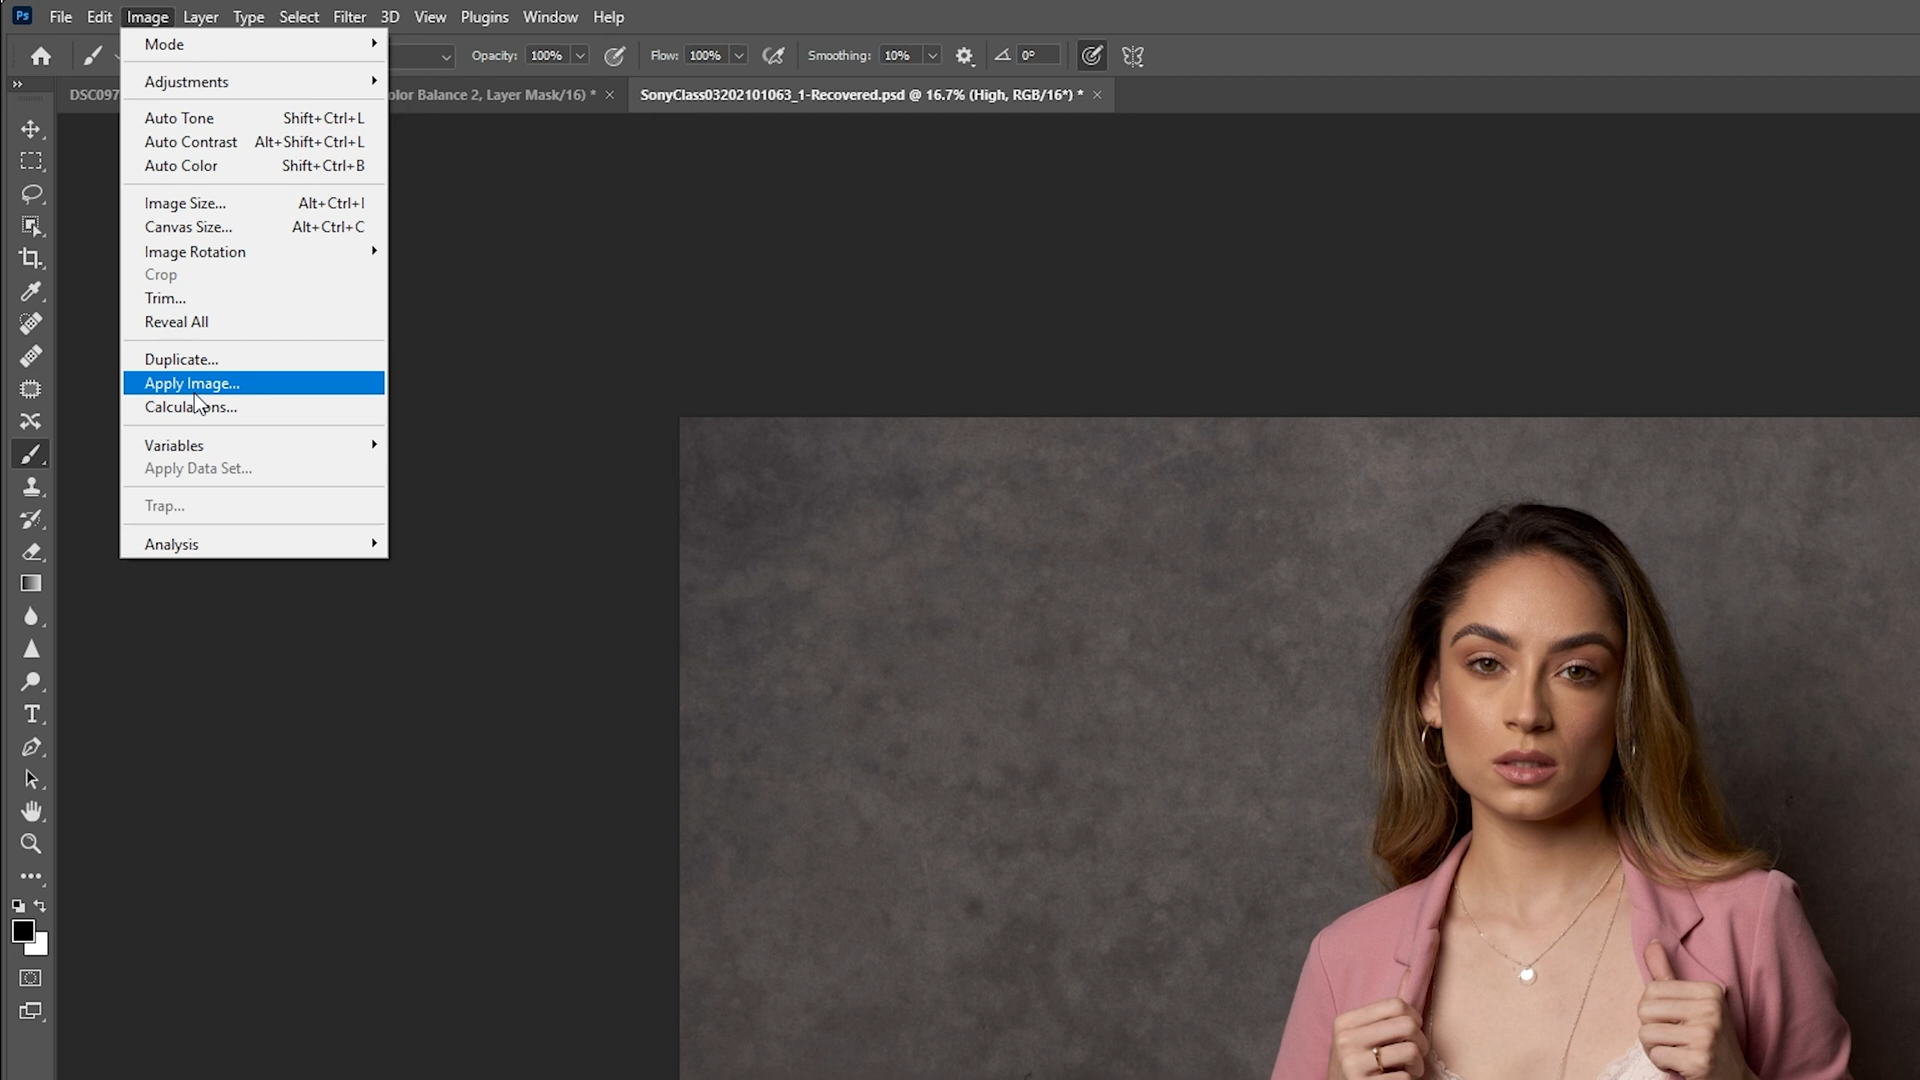 Ps File Edit Image Layer Type Select Filter 3D View Plugins Window Help
Opacity: 100% Flow: 100% Smoothing: 10% 0°
DSC097 olor Balance 2, Layer Mask/16) * × SonyClass03202101063_1-Recovered.psd @ 16.7% (High, RGB/16*) * ×
Mode
Adjustments
Auto Tone Shift+Ctrl+L
Auto Contrast Alt+Shift+Ctrl+L
Auto Color Shift+Ctrl+B
Image Size... Alt+Ctrl+I
Canvas Size... Alt+Ctrl+C
Image Rotation
Crop
Trim...
Reveal All
Duplicate...
Apply Image...
Calculations...
Variables
Apply Data Set...
Trap...
Analysis